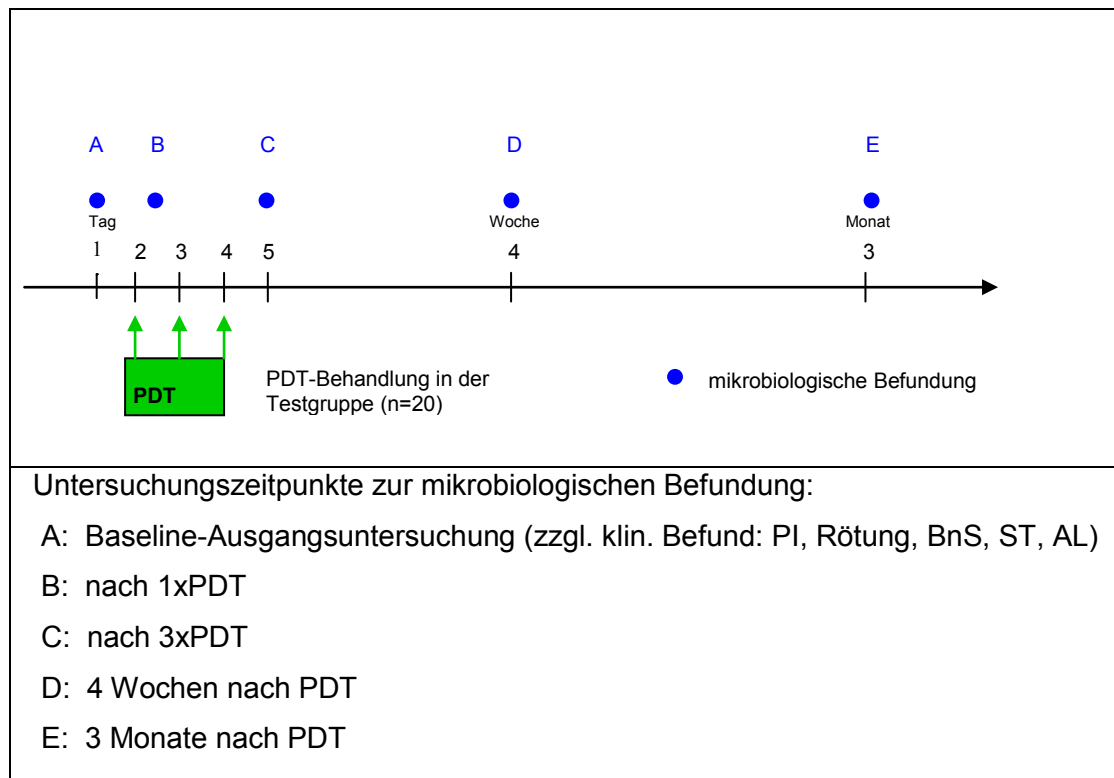 A B C D E
Tag Woche Monat
1 2 3 4 5 4 3
PDT
PDT-Behandlung in der
Testgruppe (n=20)
mikrobiologische Befundung
Untersuchungszeitpunkte zur mikrobiologischen Befundung:
A: Baseline-Ausgangsuntersuchung (zzgl. klin. Befund: PI, Rötung, BnS, ST, AL)
B: nach 1xPDT
C: nach 3xPDT
D: 4 Wochen nach PDT
E: 3 Monate nach PDT